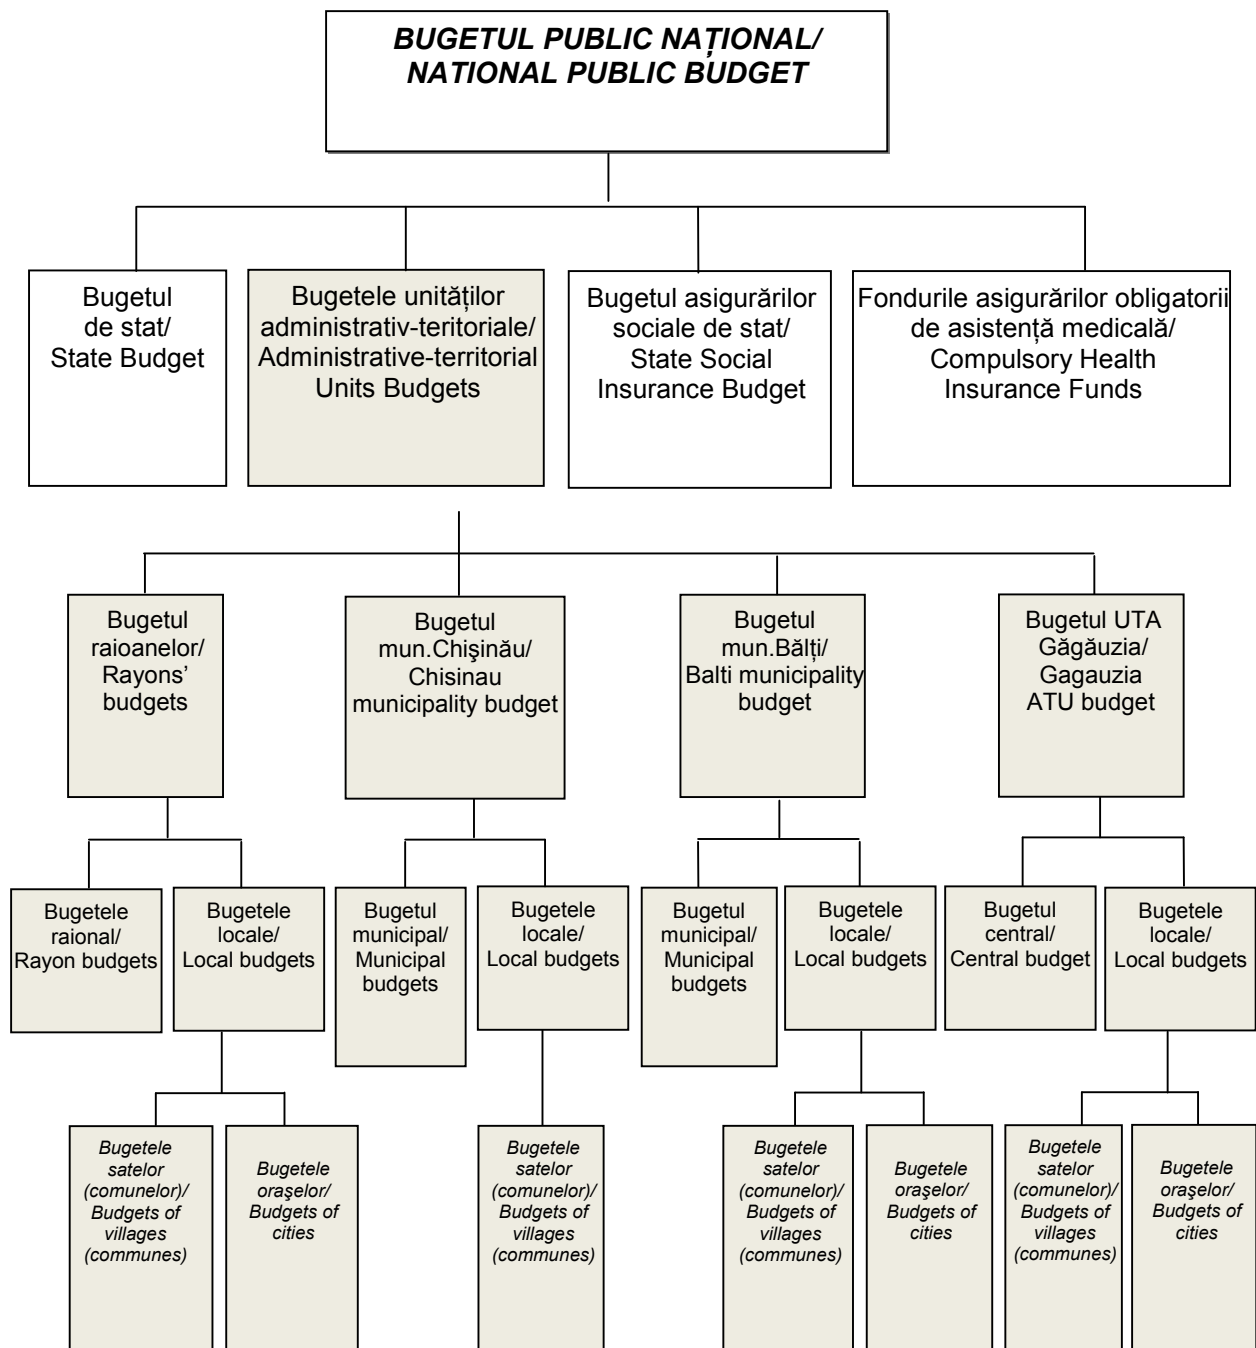 BUGETUL PUBLIC NAȚIONAL/
NATIONAL PUBLIC BUDGET
Bugetul
de stat/
State Budget
Bugetele unităților
administrativ-teritoriale/
Administrative-territorial
Units Budgets
Bugetul asigurărilor
sociale de stat/
State Social
Insurance Budget
Fondurile asigurărilor obligatorii
de asistență medicală/
Compulsory Health
Insurance Funds
Bugetul
raioanelor/
Rayons’
budgets
Bugetul
mun.Chişinău/
Chisinau
municipality budget
Bugetul
mun.Bălți/
Balti municipality
budget
Bugetul UTA
Găgăuzia/
Gagauzia
ATU budget
Bugetele
raional/
Rayon budgets
Bugetele
locale/
Local budgets
Bugetul
municipal/
Municipal
budgets
Bugetele
locale/
Local budgets
Bugetul
municipal/
Municipal
budgets
Bugetele
locale/
Local budgets
Bugetul
central/
Central budget
Bugetele
locale/
Local budgets
Bugetele
satelor
(comunelor)/
Budgets of
villages
(communes)
Bugetele
oraşelor/
Budgets of
cities
Bugetele
satelor
(comunelor)/
Budgets of
villages
(communes)
Bugetele
satelor
(comunelor)/
Budgets of
villages
(communes)
Bugetele
oraşelor/
Budgets of
cities
Bugetele
satelor
(comunelor)/
Budgets of
villages
(communes)
Bugetele
oraşelor/
Budgets of
cities